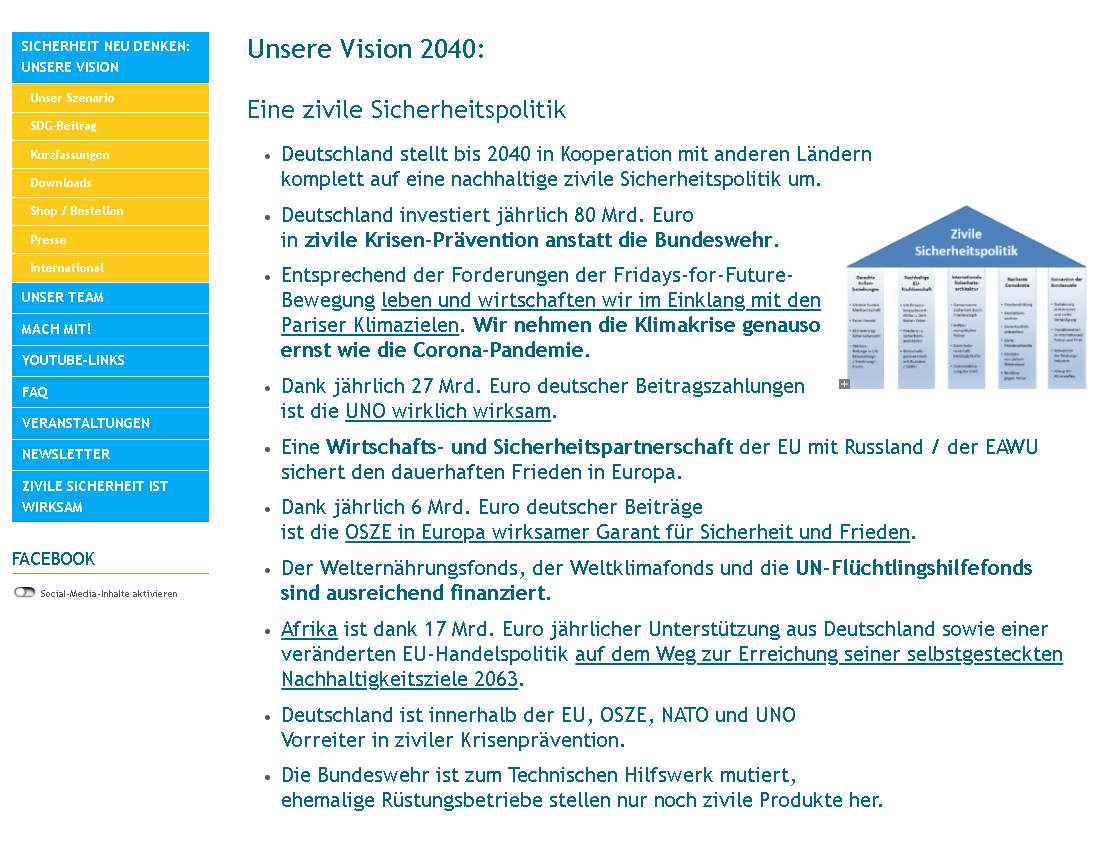 SICHERHEIT NEU DENKEN:
UNSERE VISION
Unser Szenario
SDG-Beitrag
Kurzfassungen
Downloads
Shop / Bestellen
Presse
International
UNSER TEAM
MACH MIT!
YOUTUBE-LINKS
FAQ
VERANSTALTUNGEN
NEWSLETTER
ZIVILE SICHERHEIT IST
WIRKSAM
FACEBOOK
Social-Media-Inhalte aktivieren
Unsere Vision 2040:
Eine zivile Sicherheitspolitik
• Deutschland stellt bis 2040 in Kooperation mit anderen Ländern
komplett auf eine nachhaltige zivile Sicherheitspolitik um.
• Deutschland investiert jährlich 80 Mrd. Euro
in zivile Krisen-Prävention anstatt die Bundeswehr.
• Entsprechend der Forderungen der Fridays-for-Future-
Bewegung leben und wirtschaften wir im Einklang mit den
Pariser Klimazielen. Wir nehmen die Klimakrise genauso
ernst wie die Corona-Pandemie.
• Dank jährlich 27 Mrd. Euro deutscher Beitragszahlungen
ist die UNO wirklich wirksam.
• Eine Wirtschafts- und Sicherheitspartnerschaft der EU mit Russland / der EAWU
sichert den dauerhaften Frieden in Europa.
• Dank jährlich 6 Mrd. Euro deutscher Beiträge
ist die OSZE in Europa wirksamer Garant für Sicherheit und Frieden.
• Der Welternährungsfonds, der Weltklimafonds und die UN-Flüchtlingshilfefonds
sind ausreichend finanziert.
• Afrika ist dank 17 Mrd. Euro jährlicher Unterstützung aus Deutschland sowie einer
veränderten EU-Handelspolitik auf dem Weg zur Erreichung seiner selbstgesteckten
Nachhaltigkeitsziele 2063.
• Deutschland ist innerhalb der EU, OSZE, NATO und UNO
Vorreiter in ziviler Krisenprävention.
• Die Bundeswehr ist zum Technischen Hilfswerk mutiert,
ehemalige Rüstungsbetriebe stellen nur noch zivile Produkte her.
Zivile
Sicherheitspolitik